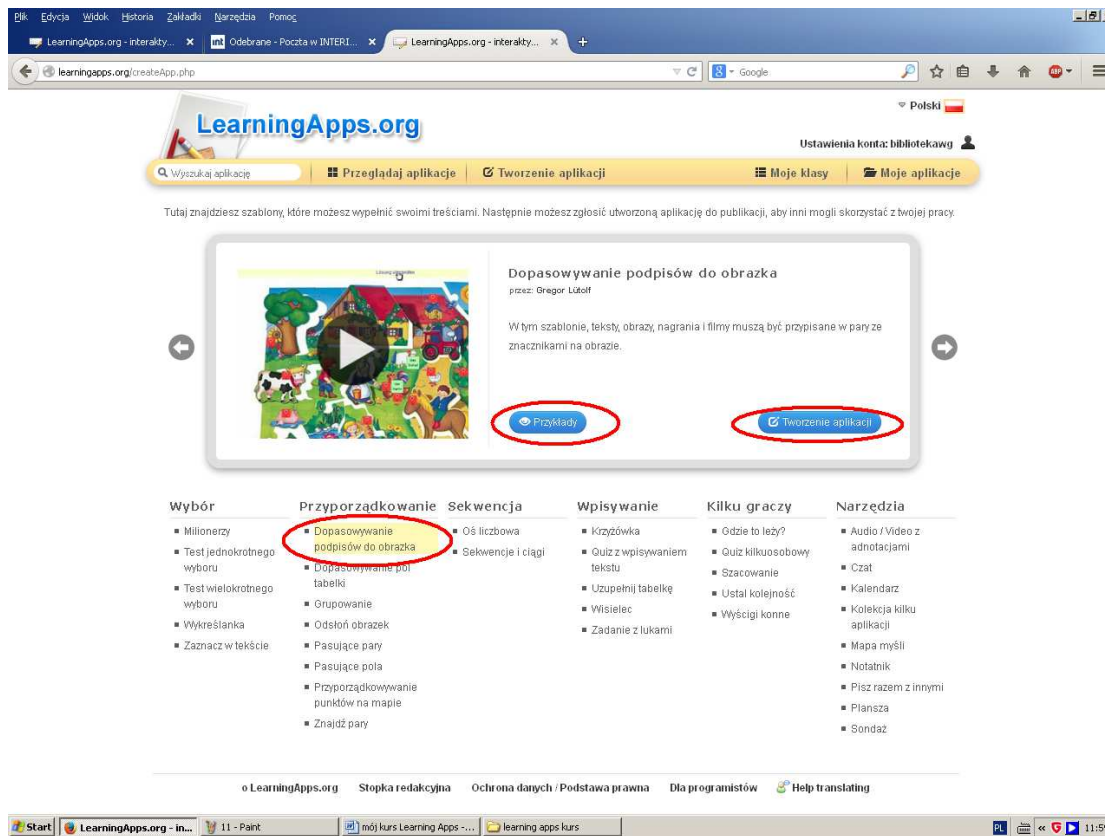 Plik Edycja Widok Historia Zakładki Narzędzia Pomoc
LearningApps.org - interakty... Odebrane - Poczta w INTERI... LearningApps.org - interakty...
learningapps.org/createApp.php Google
Polski
LearningApps.org
Ustawienia konta: bibliotekawg
Wyszukaj aplikację Przeglądaj aplikacje Tworzenie aplikacji Moje klasy Moje aplikacje
Tutaj znajdziesz szablony, które możesz wypełnić swoimi treściami. Następnie możesz zgłosić utworzoną aplikację do publikacji, aby inni mogli skorzystać z twojej pracy.
Dopasowywanie podpisów do obrazka
przez: Gregor Lütolf
W tym szablonie, teksty, obrazy, nagrania i filmy muszą być przypisane w pary ze
znacznikami na obrazie.
Przykłady Tworzenie aplikacji
Wybór
Milionerzy
Test jednokrotnego
wyboru
Test wielokrotnego
wyboru
Wykreślanka
Zaznacz w tekście
Przyporządkowanie
Dopasowywanie
podpisów do obrazka
Dopasowywanie pól
tabelki
Grupowanie
Odsłoń obrazek
Pasujące pary
Pasujące pola
Przyporządkowywanie
punktów na mapie
Znajdź pary
Sekwencja
Oś liczbowa
Sekwencje i ciągi
Wpisywanie
Krzyżówka
Quiz z wpisywaniem
tekstu
Uzupełnij tabelkę
Wisielec
Zadanie z lukami
Kilku graczy
Gdzie to leży?
Quiz kilkuosobowy
Szacowanie
Ustal kolejność
Wyścigi konne
Narzędzia
Audio / Video z
adnotacjami
Czat
Kalendarz
Kolekcja kilku
aplikacji
Mapa myśli
Notatnik
Pisz razem z innymi
Plansza
Sondaż
o LearningApps.org Stopka redakcyjna Ochrona danych / Podstawa prawna Dla programistów Help translating
Start LearningApps.org - in... 11 - Paint mój kurs Learning Apps -... learning apps kurs PL